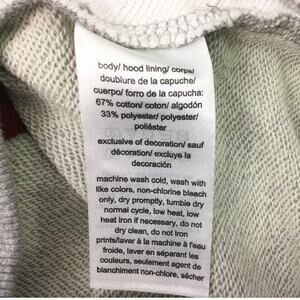 body/ hood lining/ corps/
doublure de la capuche/
cuerpo/ forro de la capucha:
67% cotton/ coton/ algodón
33% polyester/ polyester/
poliéster
exclusive of decoration/ sauf
décoration/ excluye la
decoración
machine wash cold, wash with
like colors, non-chlorine bleach
only, dry promptly, tumble dry
normal cycle, low heat, low
heat iron if necessary, do not
dry clean, do not iron
prints/laver à la machine à l'eau
froide, laver en séparant les
couleurs, seulement agent de
blanchiment non-chlore, sécher